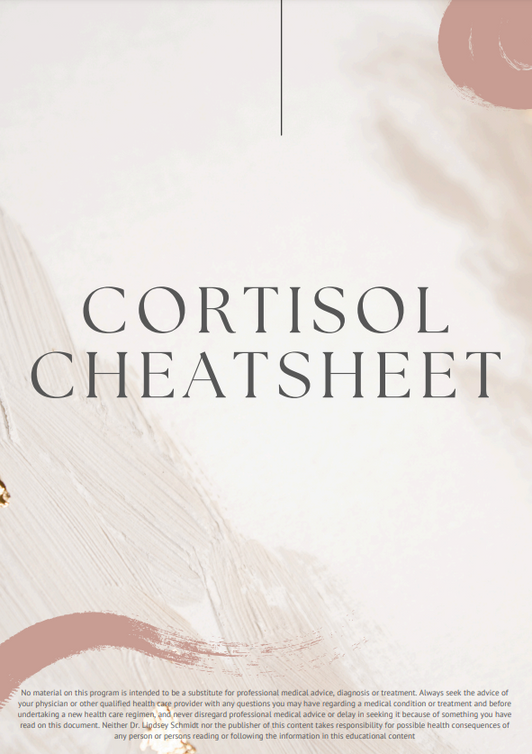 CORTISOL
CHEATSHEET
No material on this program is intended to be a substitute for professional medical advice, diagnosis or treatment. Always seek the advice of
your physician or other qualified health care provider with any questions you may have regarding a medical condition or treatment and before
undertaking a new health care regimen, and never disregard professional medical advice or delay in seeking it because of something you have
read on this document. Neither Dr. Lindsey Schmidt nor the publisher of this content takes responsibility for possible health consequences of
any person or persons reading or following the information in this educational content